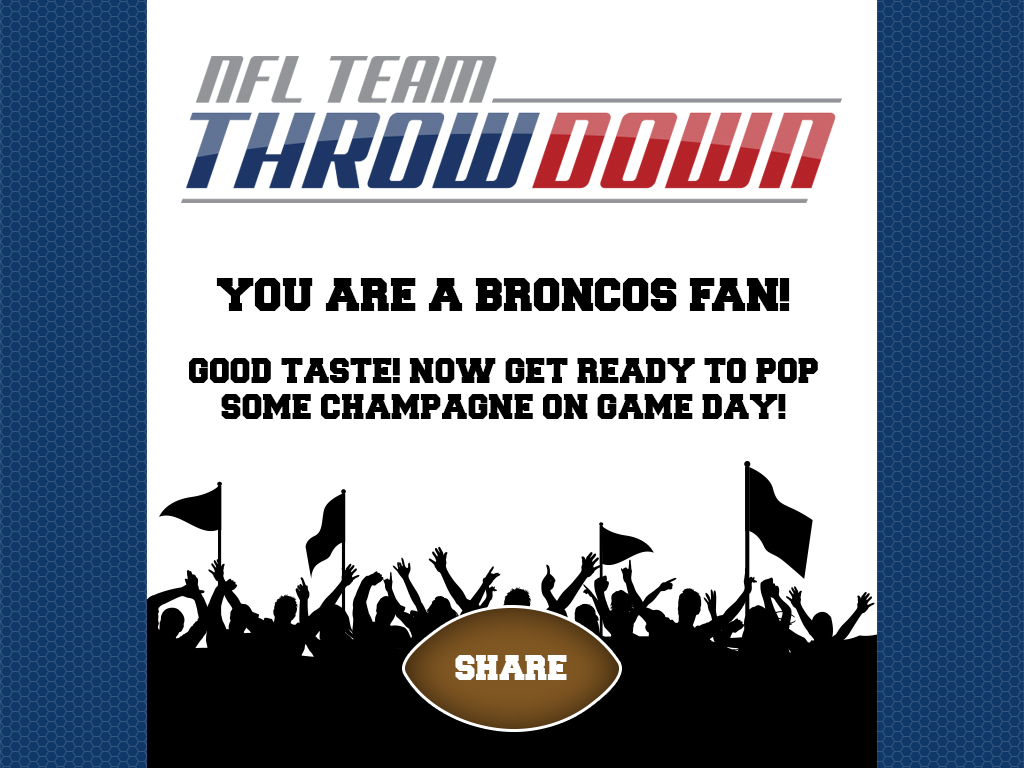 NFL TEAM
THROWDOWN
YOU ARE A BRONCOS FAN!
GOOD TASTE! NOW GET READY TO POP
SOME CHAMPAGNE ON GAME DAY!
SHARE